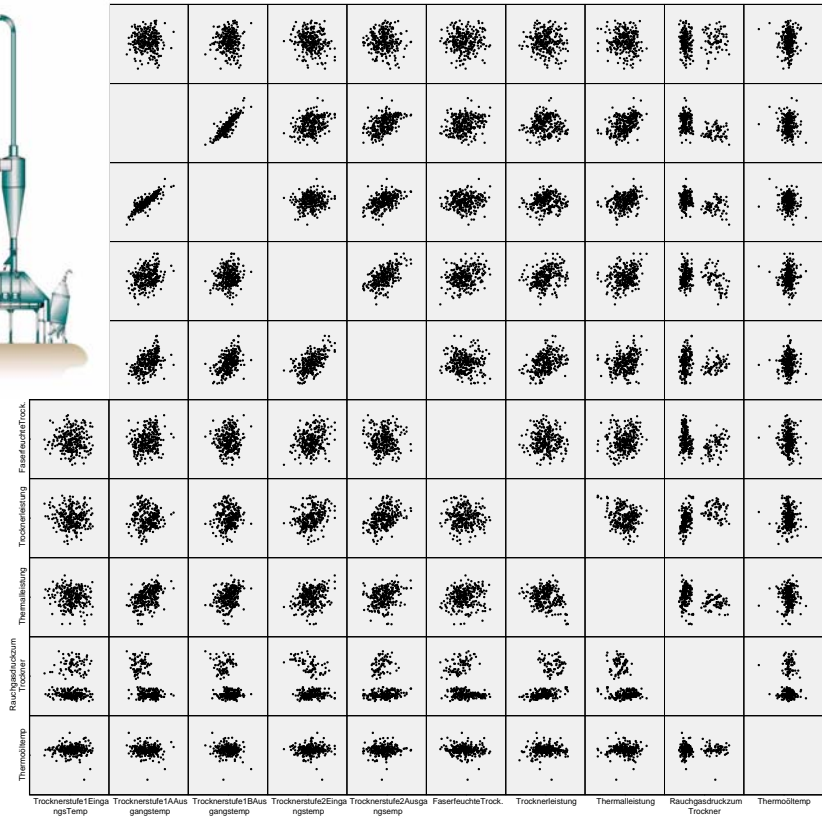 FaserfeuchteTrock.
Trocknerleistung
Thermalleistung
Rauchgasdruckzum
Trockner
Thermoöltemp
Trocknerstufe1Einga
ngsTemp
Trocknerstufe1AAus
gangstemp
Trocknerstufe1BAus
gangstemp
Trocknerstufe2Einga
ngstemp
Trocknerstufe2Ausga
ngsemp
FaserfeuchteTrock.
Trocknerleistung
Thermalleistung
Rauchgasdruckzum
Trockner
Thermoöltemp